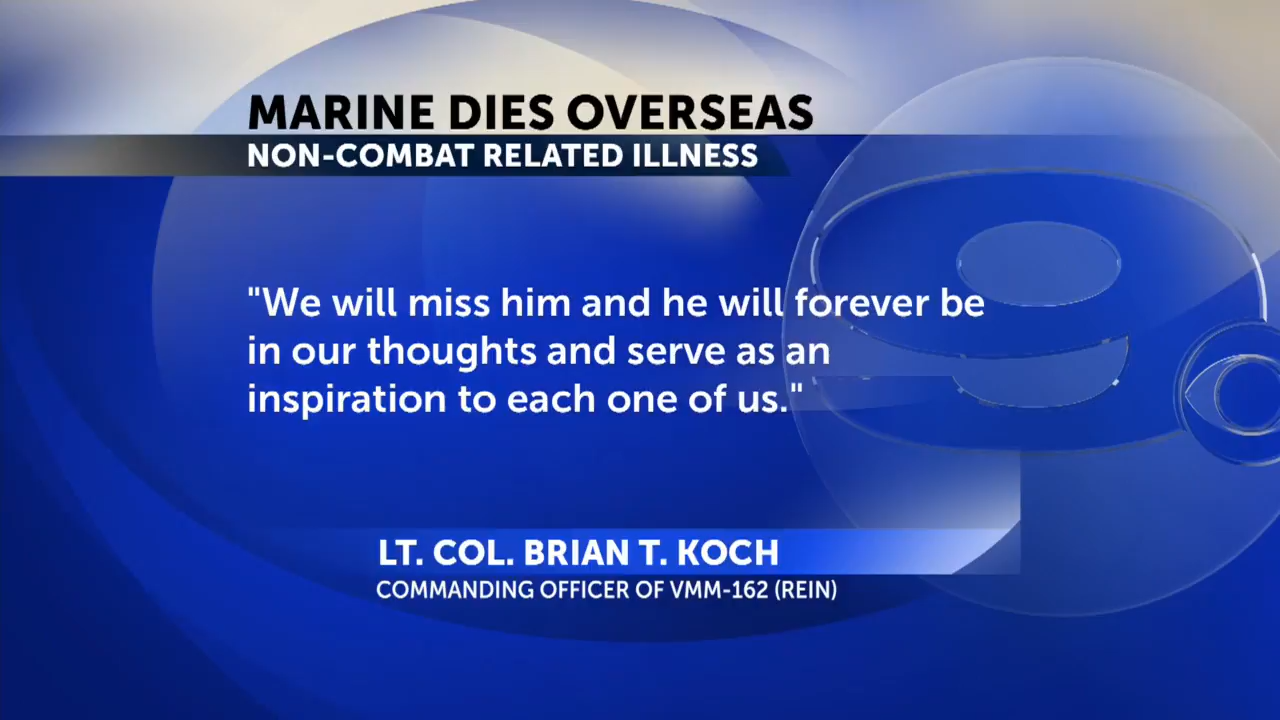 MARINE DIES OVERSEAS
NON-COMBAT RELATED ILLNESS
"We will miss him and he will forever be
in our thoughts and serve as an
inspiration to each one of us."
LT. COL. BRIAN T. KOCH
COMMANDING OFFICER OF VMM-162 (REIN)
9